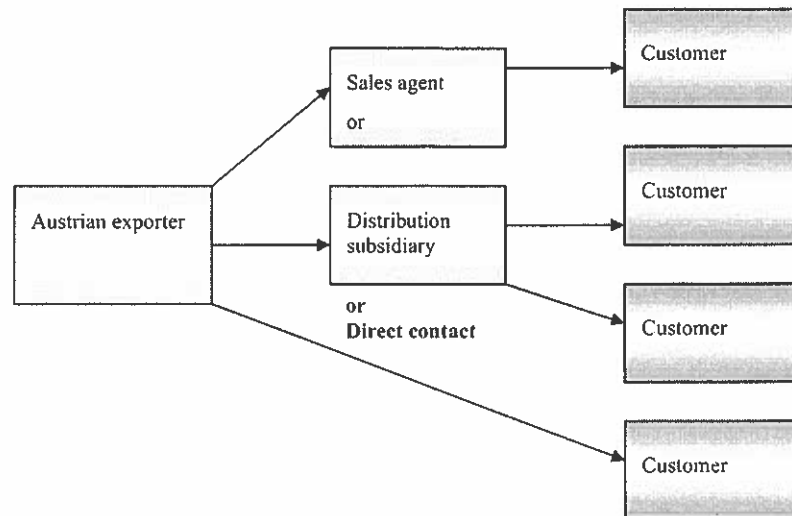 Customer
Sales agent
or
Customer
Austrian exporter
Distribution
subsidiary
or
Direct contact
Customer
Customer